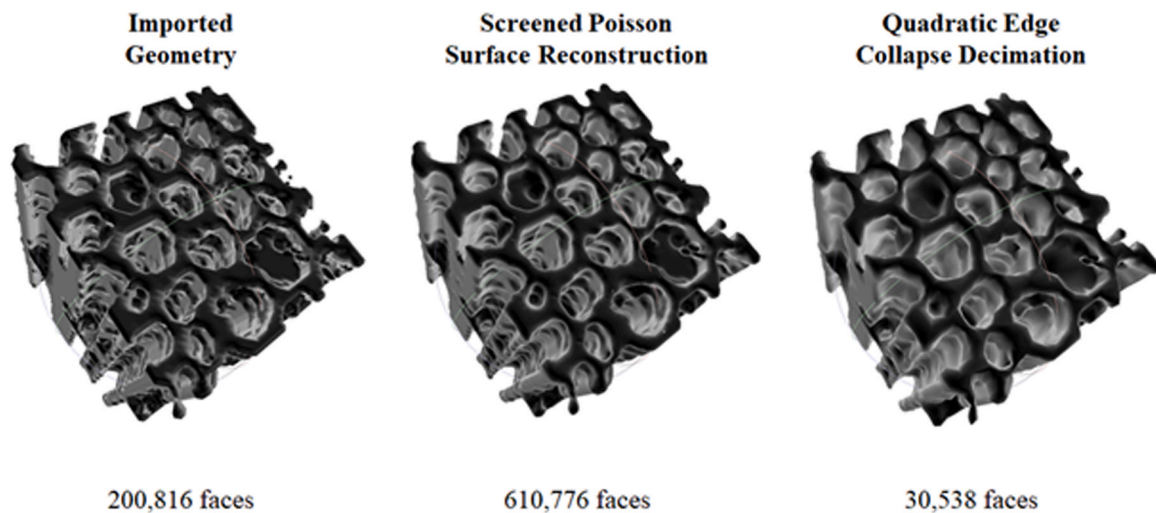 Imported
Geometry
Screened Poisson
Surface Reconstruction
Quadratic Edge
Collapse Decimation
200,816 faces
610,776 faces
30,538 faces